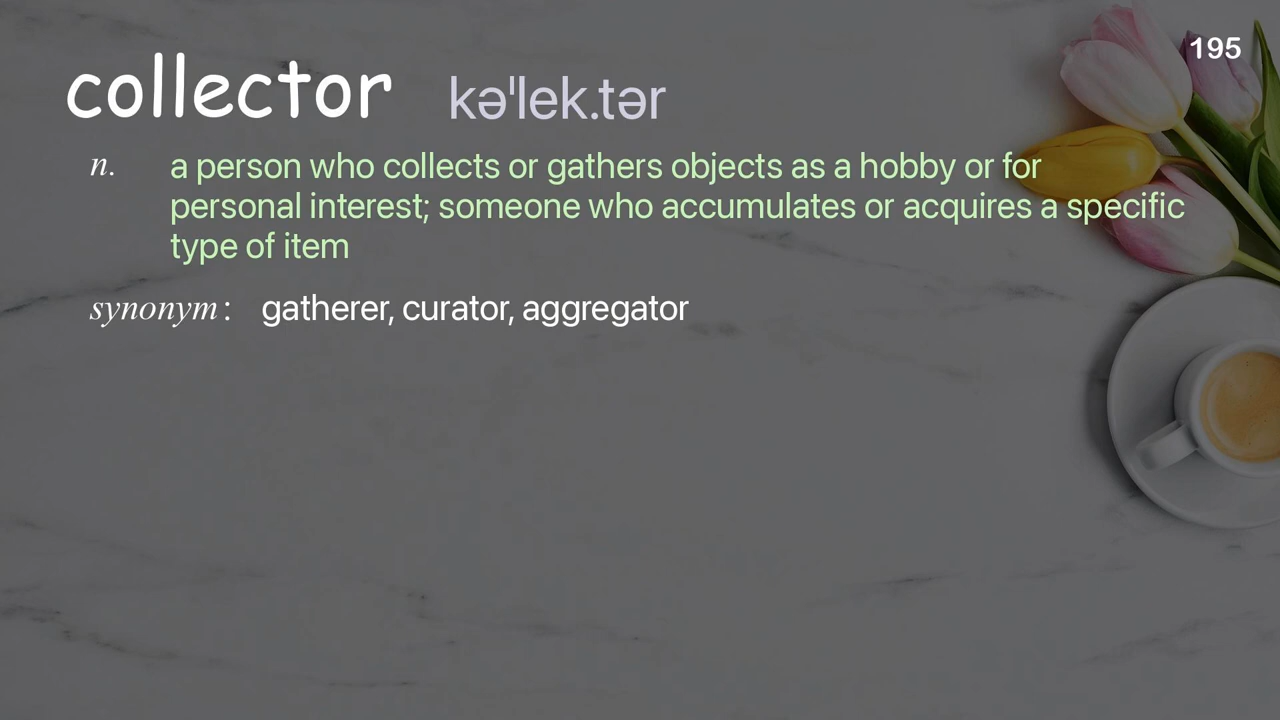 195
collector kə'lek.tər
n. a person who collects or gathers objects as a hobby or for
personal interest; someone who accumulates or acquires a specific
type of item
synonym : gatherer, curator, aggregator